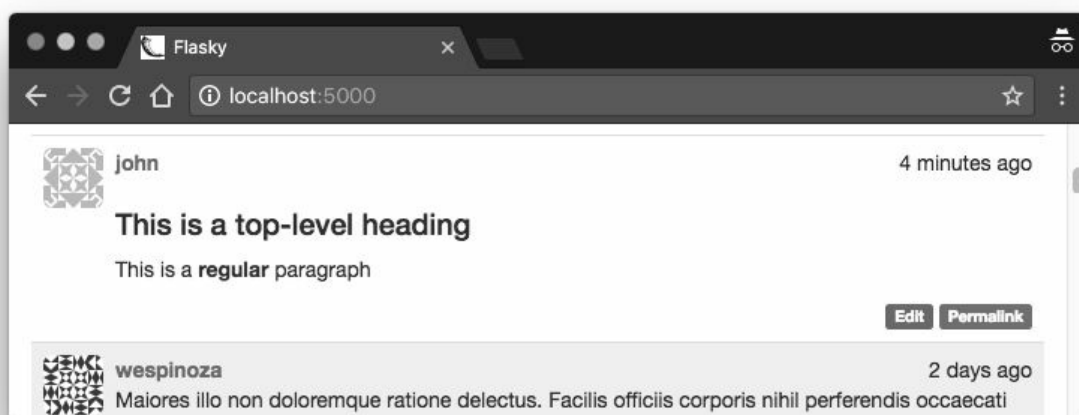 Flasky
localhost:5000
john 4 minutes ago
This is a top-level heading
This is a regular paragraph
Edit Permalink
wespinoza 2 days ago
Maiores illo non doloremque ratione delectus. Facilis officiis corporis nihil perferendis occaecati